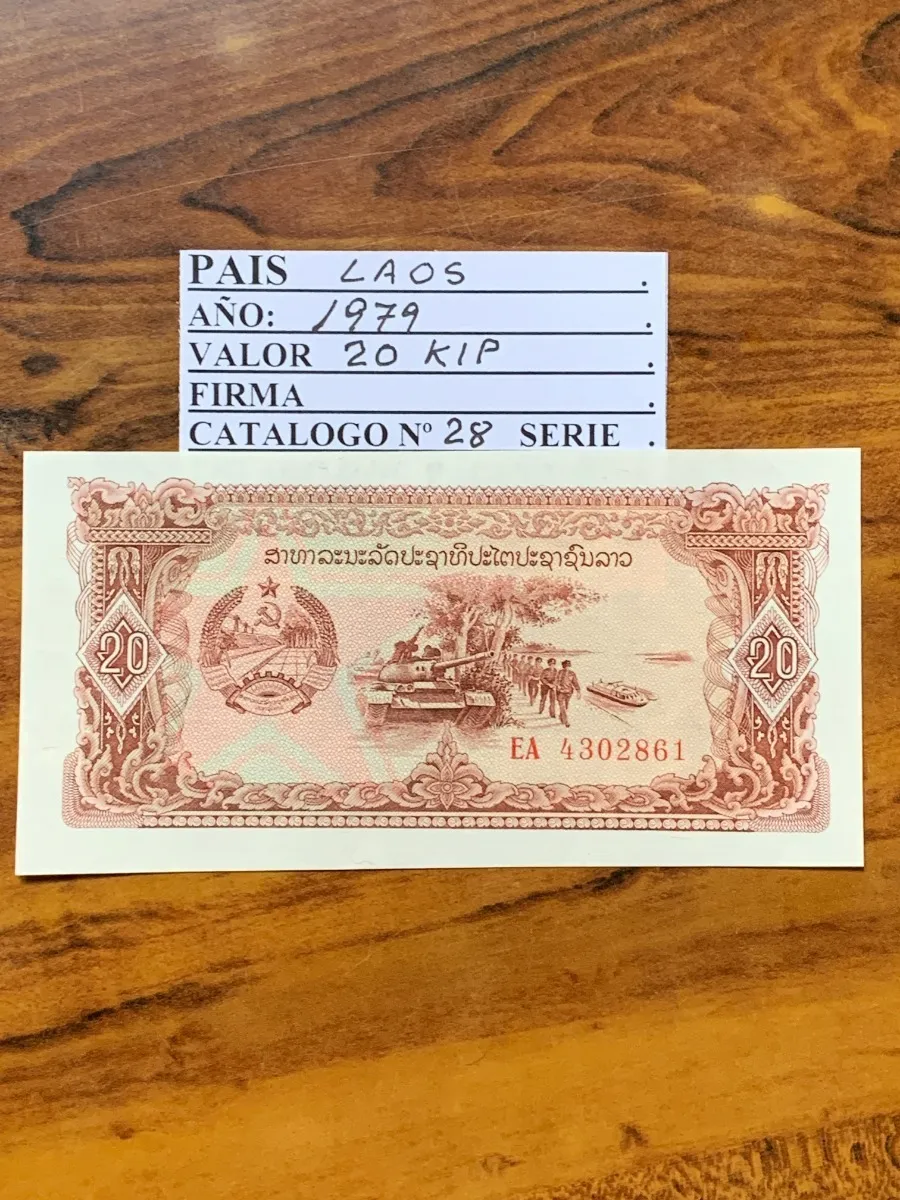 PAIS LAOS .
AÑO: 1979 .
VALOR 20 KIP .
FIRMA .
CATALOGO Nº 28 SERIE .
ສາທາລະນະລັດປະຊາທິປະໄຕປະຊາຊົນລາວ
20 20
EA 4302861